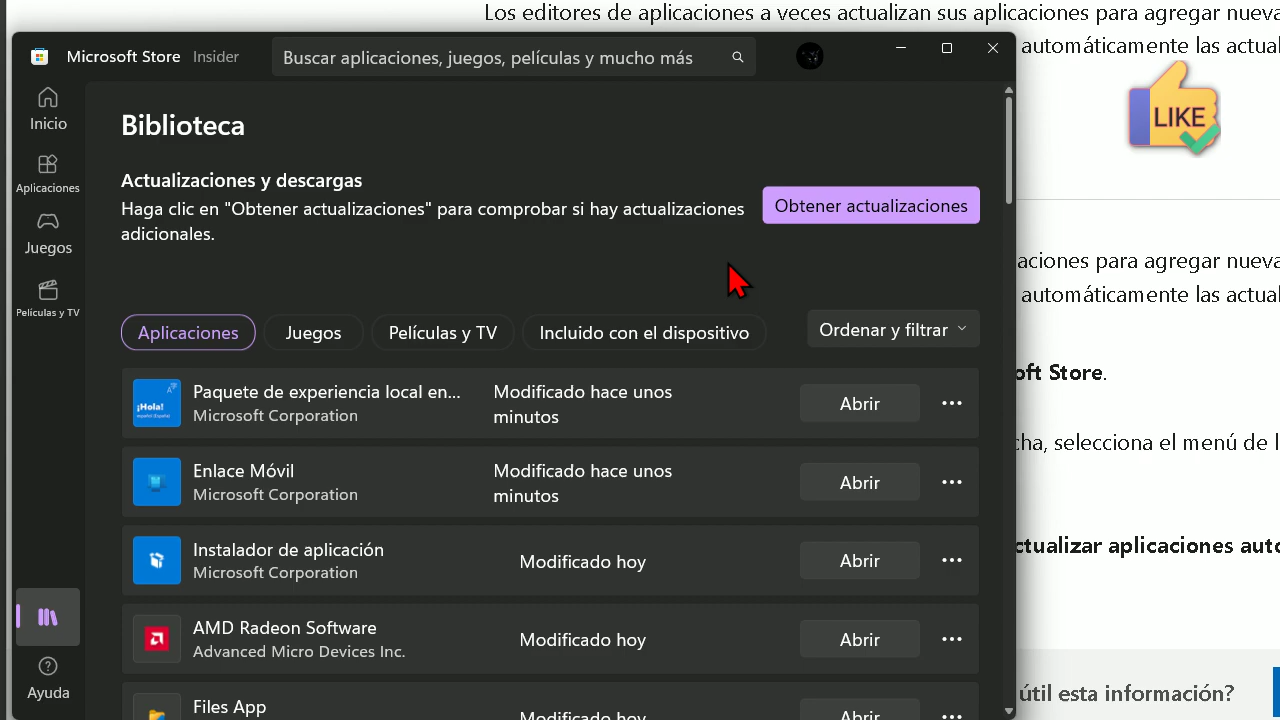 Los editores de aplicaciones a veces actualizan sus aplicaciones para agregar nueva
automáticamente las actual
LIKE
Microsoft Store Insider
Buscar aplicaciones, juegos, películas y mucho más
Inicio
Aplicaciones
Juegos
Películas y TV
Ayuda
Biblioteca
Actualizaciones y descargas
Haga clic en "Obtener actualizaciones" para comprobar si hay actualizaciones
adicionales.
Obtener actualizaciones
Aplicaciones Juegos Películas y TV Incluido con el dispositivo Ordenar y filtrar
Paquete de experiencia local en...
Microsoft Corporation
Modificado hace unos
minutos
Abrir
¡Hola!
Enlace Móvil
Microsoft Corporation
Modificado hace unos
minutos
Abrir
Instalador de aplicación
Microsoft Corporation
Modificado hoy
Abrir
AMD Radeon Software
Advanced Micro Devices Inc.
Modificado hoy
Abrir
Files App
Modificado hoy
Abrir
aciones para agregar nueva
automáticamente las actual
oft Store.
cha, selecciona el menú de l
ctualizar aplicaciones auto
útil esta información?